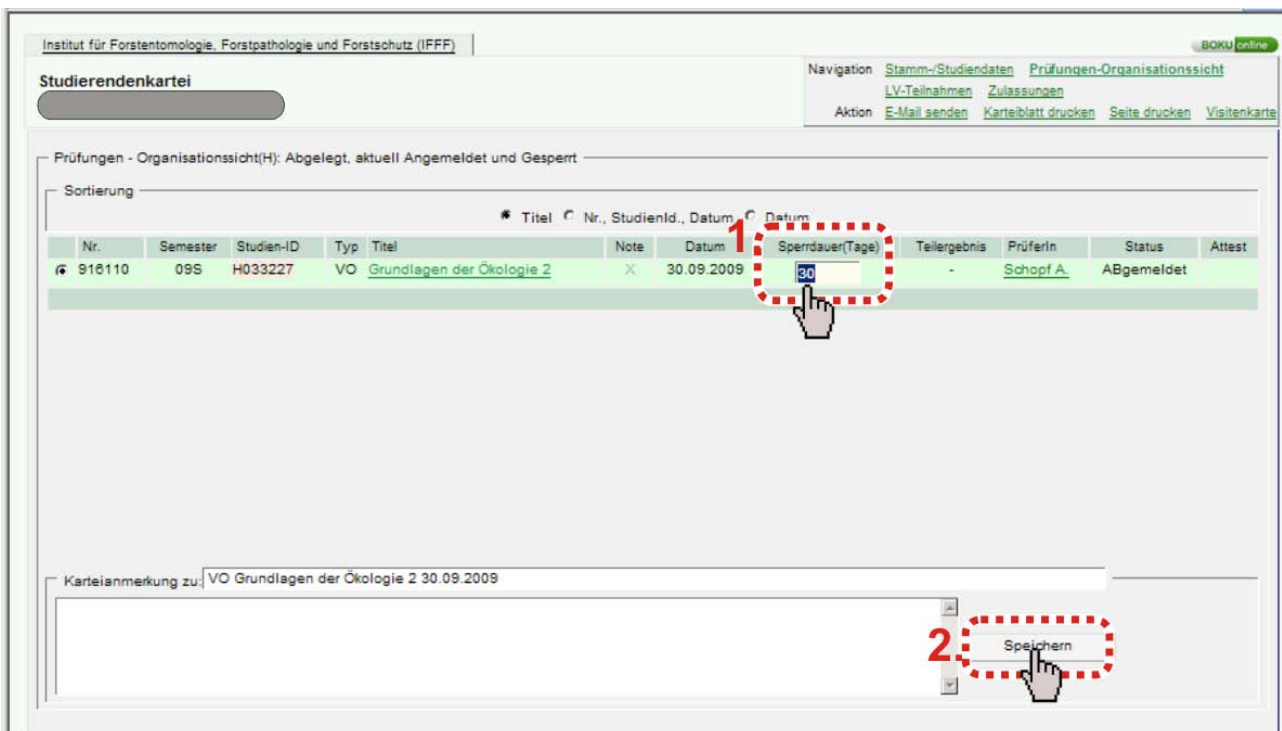 Institut für Forstentomologie, Forstpathologie und Forstschutz (IFFF)
BOKU online
Studierendenkartei
Navigation Stamm-/Studiendaten Prüfungen-Organisationssicht
LV-Teilnahmen Zulassungen
Aktion E-Mail senden Karteiblatt drucken Seite drucken Visitenkarte
Prüfungen - Organisationssicht(H): Abgelegt, aktuell Angemeldet und Gesperrt
Sortierung
Titel Nr., StudienId., Datum Datum
1.
Nr. Semester Studien-ID Typ Titel Note Datum Sperrdauer(Tage) Teilergebnis PrüferIn Status Attest
916110 09S H033227 VO Grundlagen der Ökologie 2 X 30.09.2009 30 - Schopf A. ABgemeldet
Karteianmerkung zu: VO Grundlagen der Ökologie 2 30.09.2009
2. Speichern